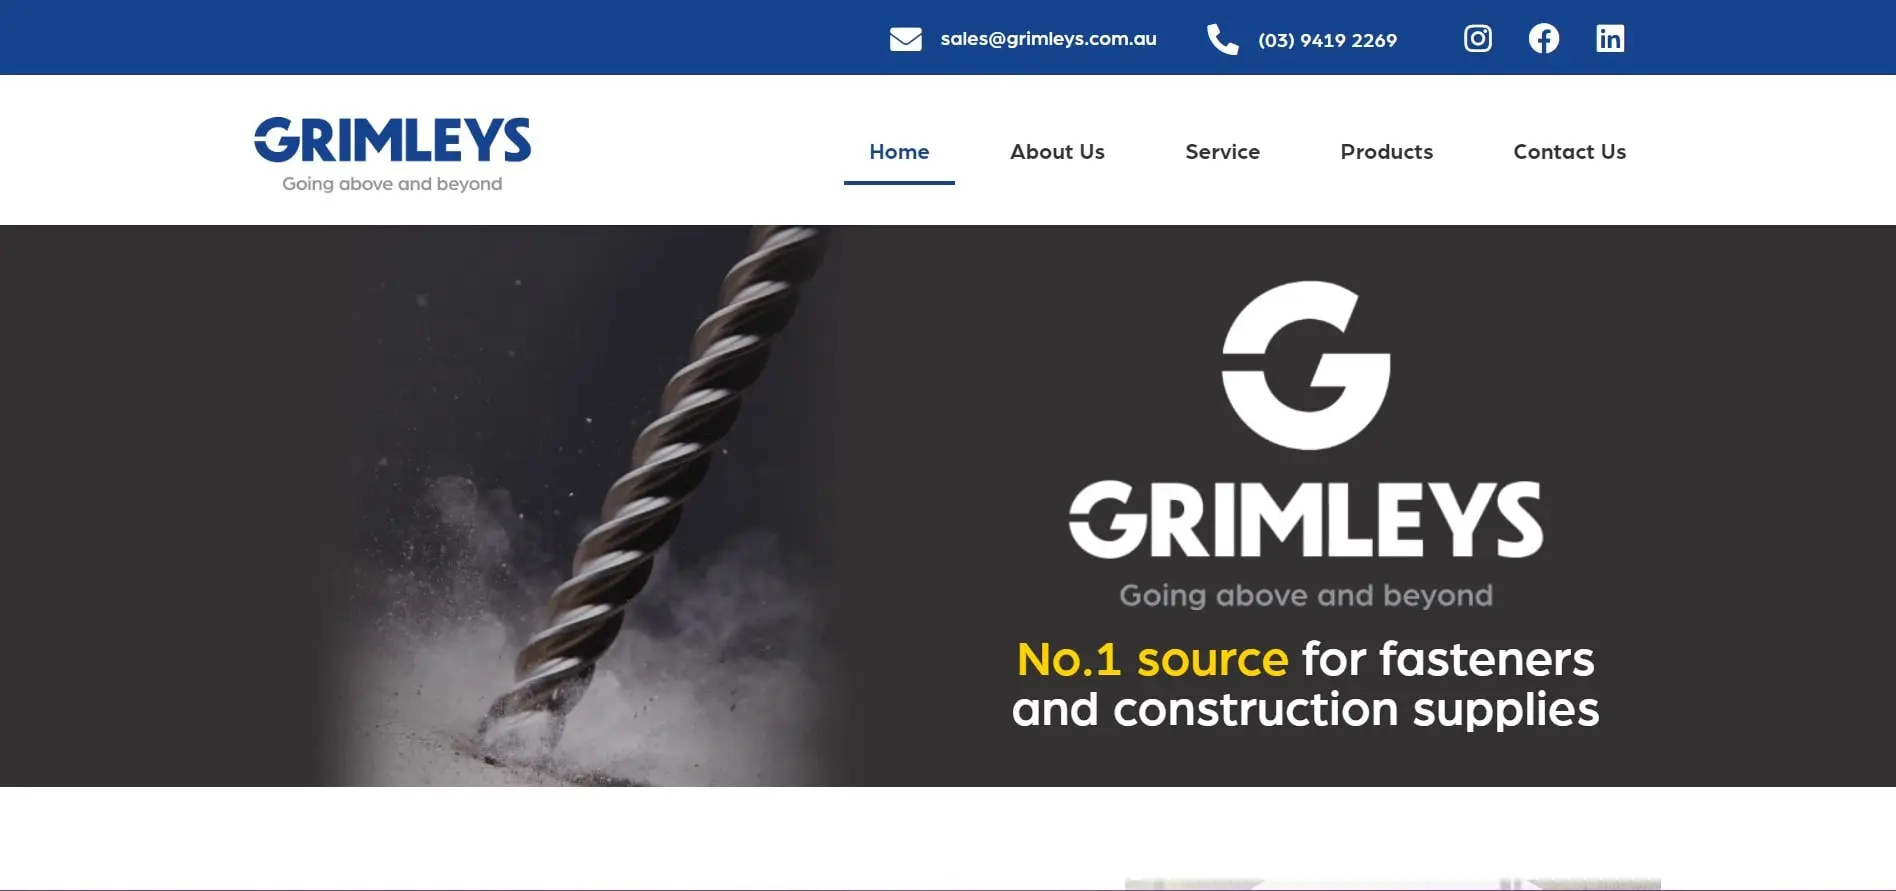 sales@grimleys.com.au
(03) 9419 2269
GRIMLEYS
Going above and beyond
Home
About Us
Service
Products
Contact Us
G
GRIMLEYS
Going above and beyond
No.1 source for fasteners
and construction supplies